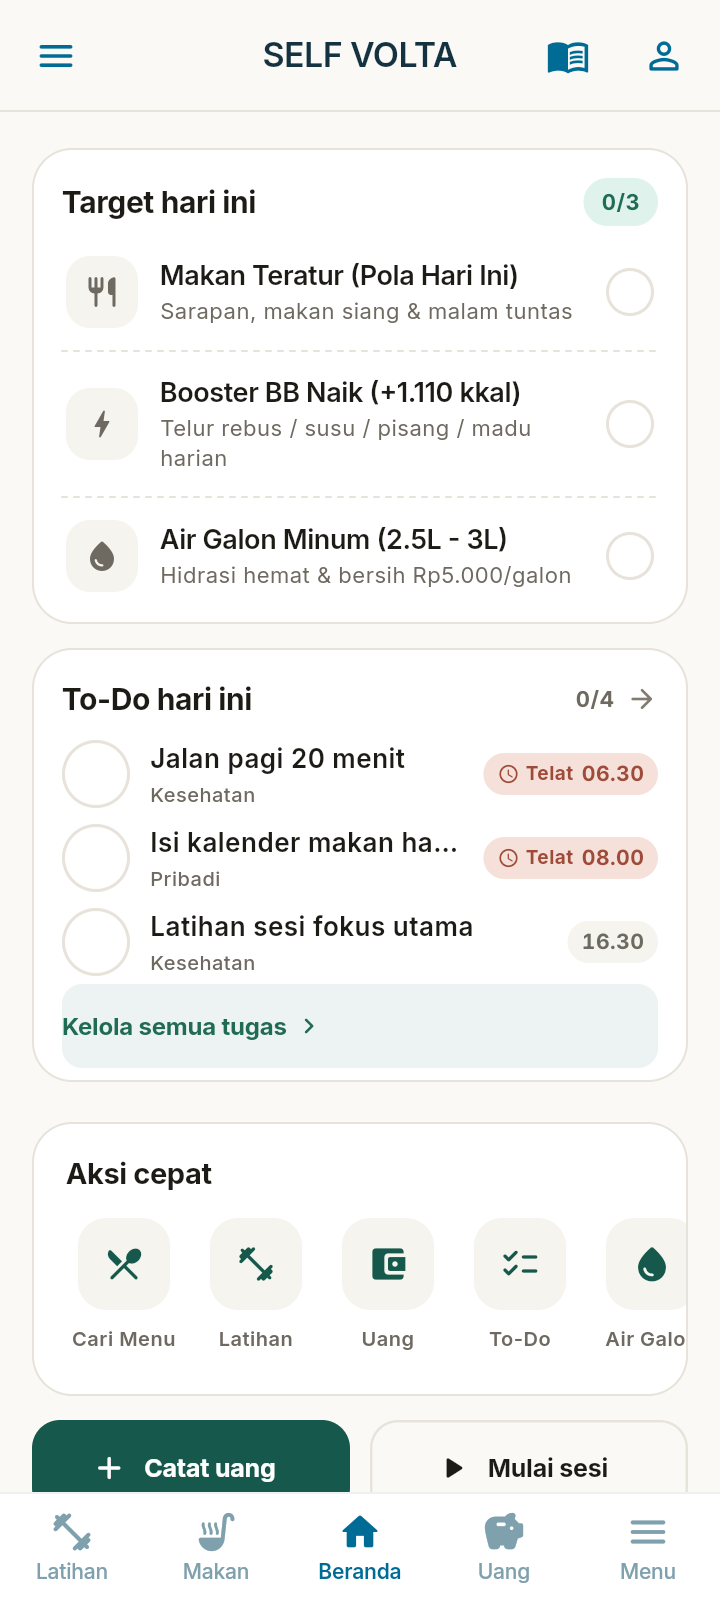 SELF VOLTA
Target hari ini
0/3
Makan Teratur (Pola Hari Ini)
Sarapan, makan siang & malam tuntas
Booster BB Naik (+1.110 kkal)
Telur rebus / susu / pisang / madu
harian
Air Galon Minum (2.5L - 3L)
Hidrasi hemat & bersih Rp5.000/galon
To-Do hari ini
0/4
Jalan pagi 20 menit
Kesehatan
Telat 06.30
Isi kalender makan ha...
Pribadi
Telat 08.00
Latihan sesi fokus utama
Kesehatan
16.30
Kelola semua tugas
Aksi cepat
Cari Menu
Latihan
Uang
To-Do
Air Galo
Catat uang
Mulai sesi
Latihan
Makan
Beranda
Uang
Menu